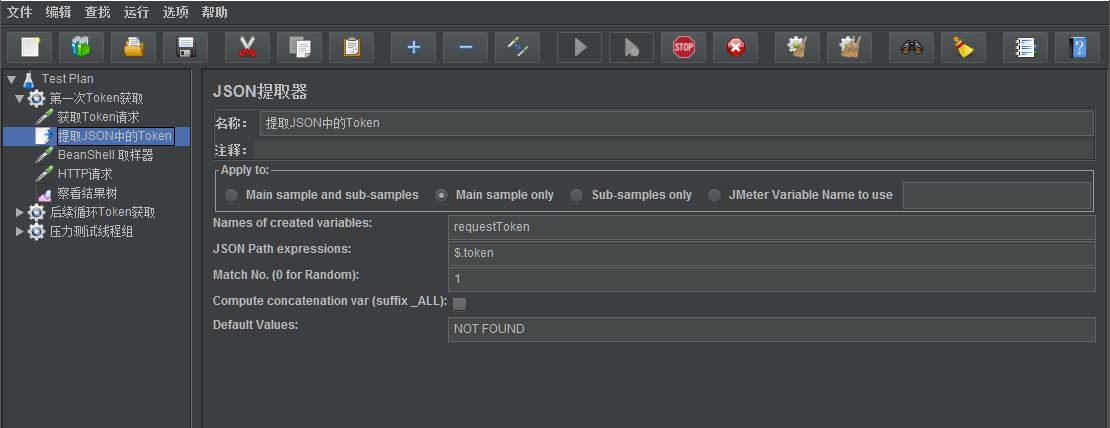 文件 编辑 查找 运行 选项 帮助
STOP
Test Plan
第一次Token获取
获取Token请求
提取JSON中的Token
BeanShell 取样器
HTTP请求
察看结果树
后续循环Token获取
压力测试线程组
JSON提取器
名称： 提取JSON中的Token
注释：
Apply to:
Main sample and sub-samples Main sample only Sub-samples only JMeter Variable Name to use
Names of created variables: requestToken
JSON Path expressions: $.token
Match No. (0 for Random): 1
Compute concatenation var (suffix _ALL):
Default Values: NOT FOUND